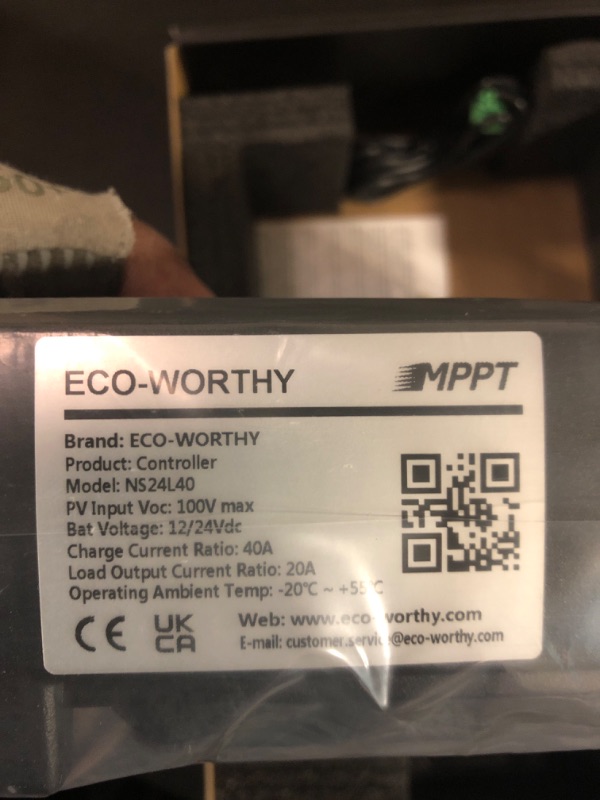 ECO-WORTHY
MPPT
Brand: ECO-WORTHY
Product: Controller
Model: NS24L40
PV Input Voc: 100V max
Bat Voltage: 12/24Vdc
Charge Current Ratio: 40A
Load Output Current Ratio: 20A
Operating Ambient Temp: -20℃ ~ +55℃
CE UK
CA
Web: www.eco-worthy.com
E-mail: customer.service@eco-worthy.com